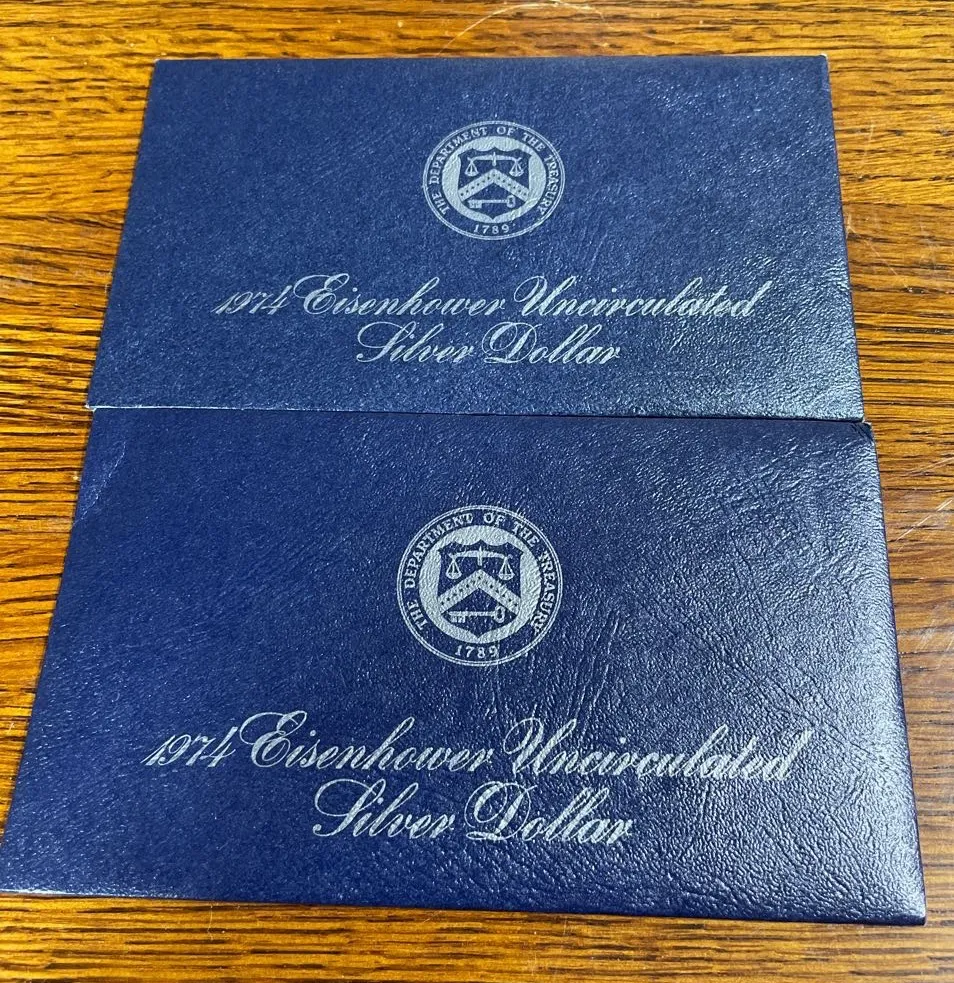 THE DEPARTMENT OF THE TREASURY
1789
1974 Eisenhower Uncirculated
Silver Dollar
THE DEPARTMENT OF THE TREASURY
1789
1974 Eisenhower Uncirculated
Silver Dollar